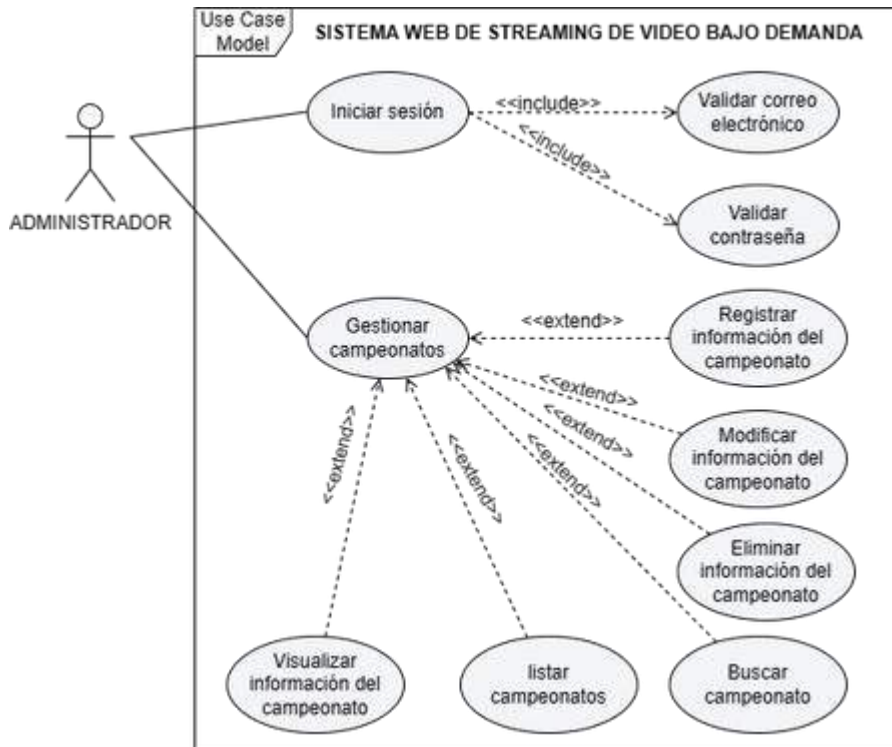 Use Case
Model
SISTEMA WEB DE STREAMING DE VIDEO BAJO DEMANDA
ADMINISTRADOR
Iniciar sesión
<<include>>
Validar correo
electrónico
<<include>>
Validar
contraseña
Gestionar
campeonatos
<<extend>>
Registrar
información del
campeonato
<<extend>>
Modificar
información del
campeonato
<<extend>>
Eliminar
información del
campeonato
<<extend>>
Buscar
campeonato
<<extend>>
listar
campeonatos
<<extend>>
Visualizar
información del
campeonato